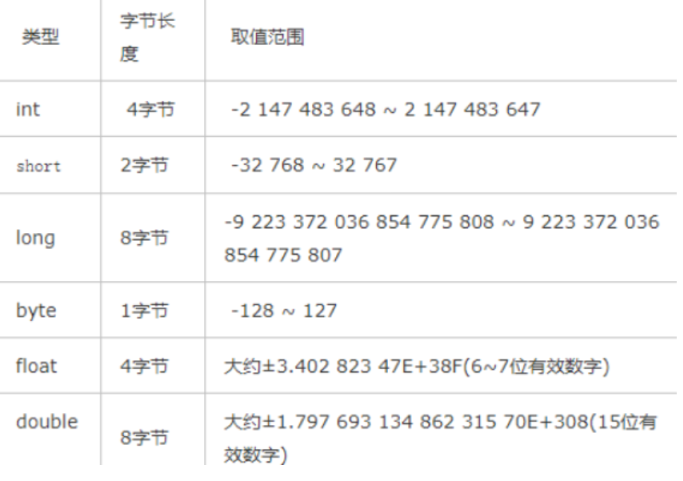 类型 字节长度 取值范围
int 4字节 -2 147 483 648 ~ 2 147 483 647
short 2字节 -32 768 ~ 32 767
long 8字节 -9 223 372 036 854 775 808 ~ 9 223 372 036
854 775 807
byte 1字节 -128 ~ 127
float 4字节 大约±3.402 823 47E+38F(6~7位有效数字)
double 8字节 大约±1.797 693 134 862 315 70E+308(15位有
效数字)